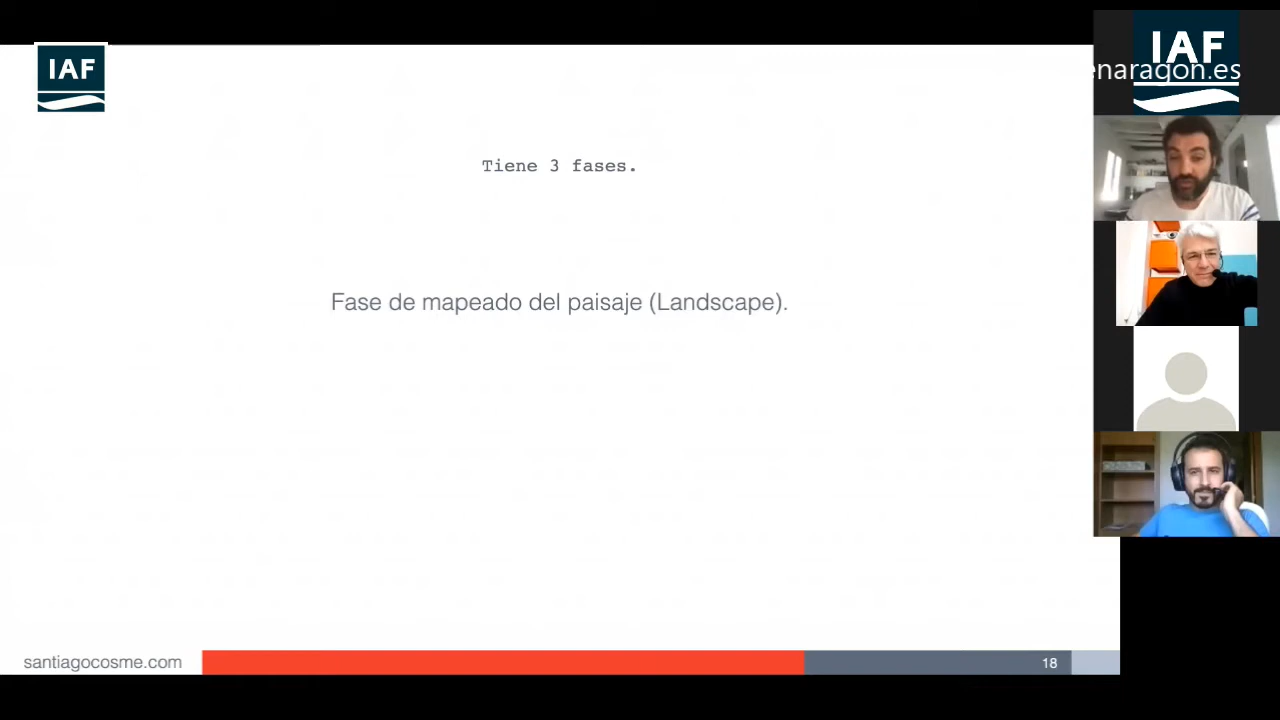 IAF
IAF
enaragon.es
Tiene 3 fases.
Fase de mapeado del paisaje (Landscape).
santiagocosme.com
18